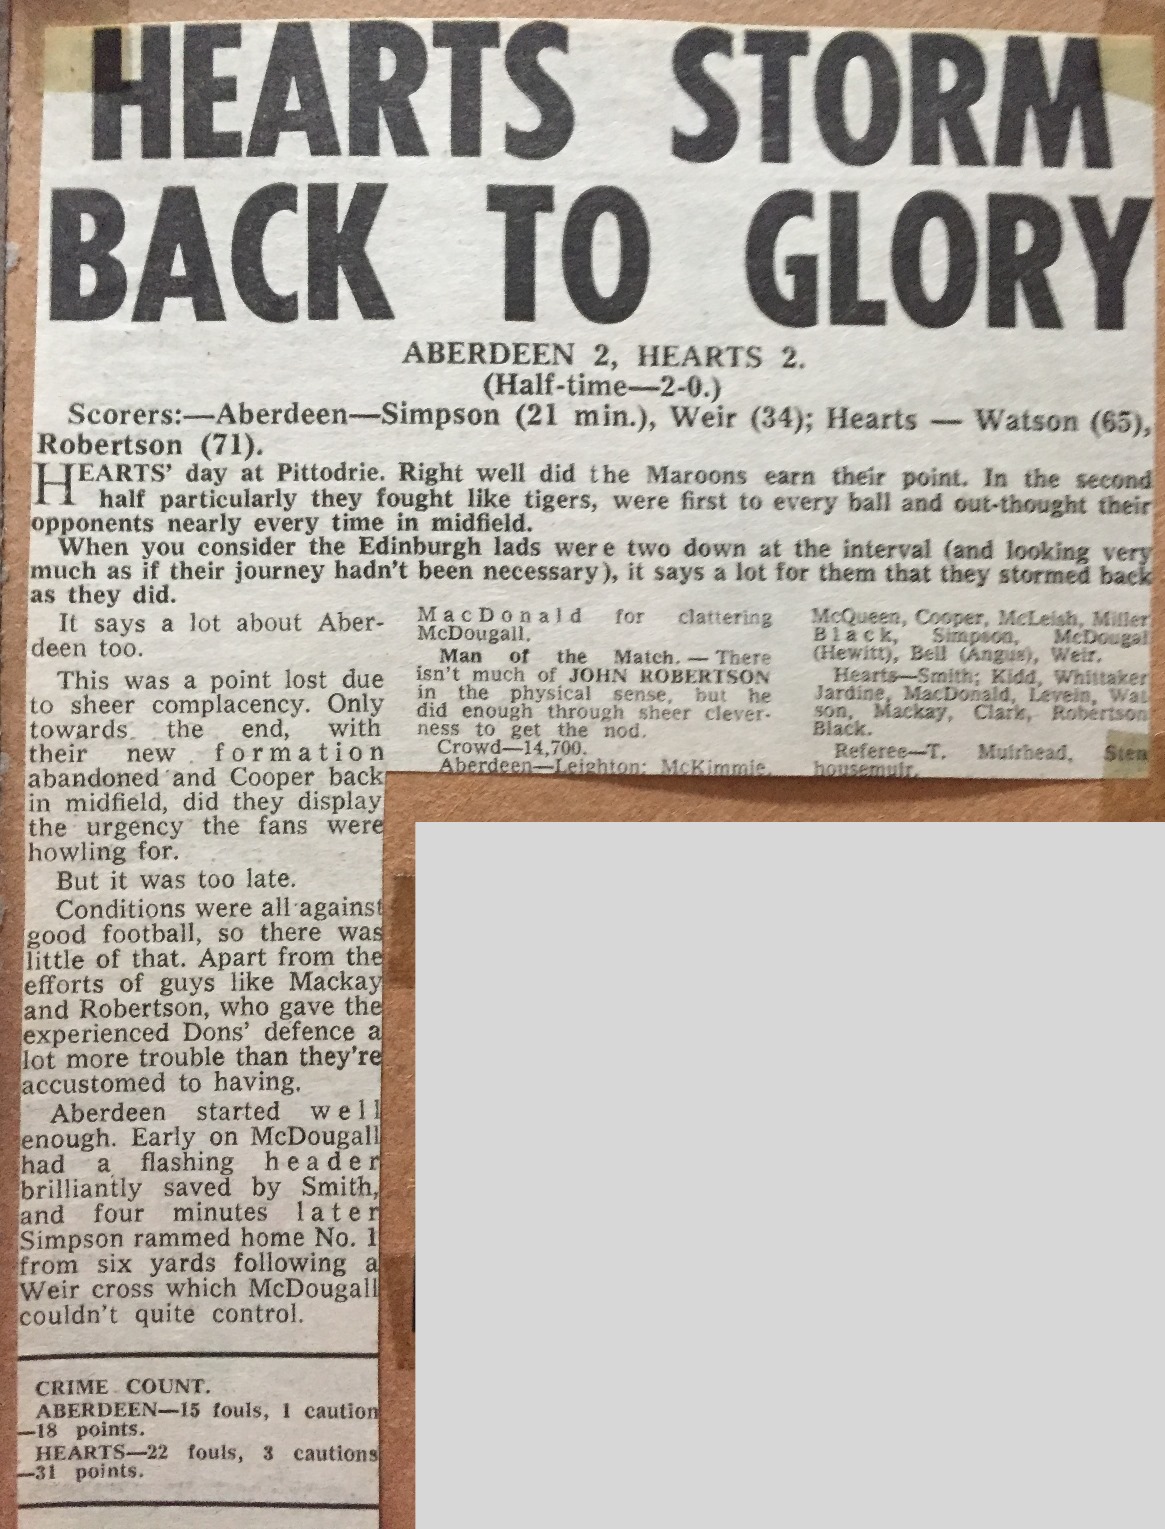 HEARTS STORM
BACK TO GLORY
ABERDEEN 2, HEARTS 2.
(Half-time—2-0.)
Scorers:—Aberdeen—Simpson (21 min.), Weir (34); Hearts — Watson (65),
Robertson (71).
HEARTS' day at Pittodrie. Right well did the Maroons earn their point. In the second
half particularly they fought like tigers, were first to every ball and out-thought their
opponents nearly every time in midfield.
When you consider the Edinburgh lads were two down at the interval (and looking very
much as if their journey hadn't been necessary), it says a lot for them that they stormed back
as they did.
It says a lot about Aber-
deen too.
This was a point lost due
to sheer complacency. Only
towards the end, with
their new formation
abandoned and Cooper back
in midfield, did they display
the urgency the fans were
howling for.
But it was too late.
Conditions were all against
good football, so there was
little of that. Apart from the
efforts of guys like Mackay
and Robertson, who gave the
experienced Dons' defence a
lot more trouble than they're
accustomed to having.
Aberdeen started well
enough. Early on McDougall
had a flashing header
brilliantly saved by Smith,
and four minutes later
Simpson rammed home No. 1
from six yards following a
Weir cross which McDougall
couldn't quite control.
CRIME COUNT.
ABERDEEN—15 fouls, 1 caution
—18 points.
HEARTS—22 fouls, 3 cautions
—31 points.
MacDonald for clattering
McDougall.
Man of the Match. — There
isn't much of JOHN ROBERTSON
in the physical sense, but he
did enough through sheer clever-
ness to get the nod.
Crowd—14,700.
Aberdeen—Leighton; McKimmie,
McQueen, Cooper, McLeish, Miller
Black, Simpson, McDougal
(Hewitt), Bell (Angus), Weir.
Hearts—Smith; Kidd, Whittaker
Jardine, MacDonald, Levein, Wat
son, Mackay, Clark, Robertson
Black.
Referee—T. Muirhead, Sten
housemuir.